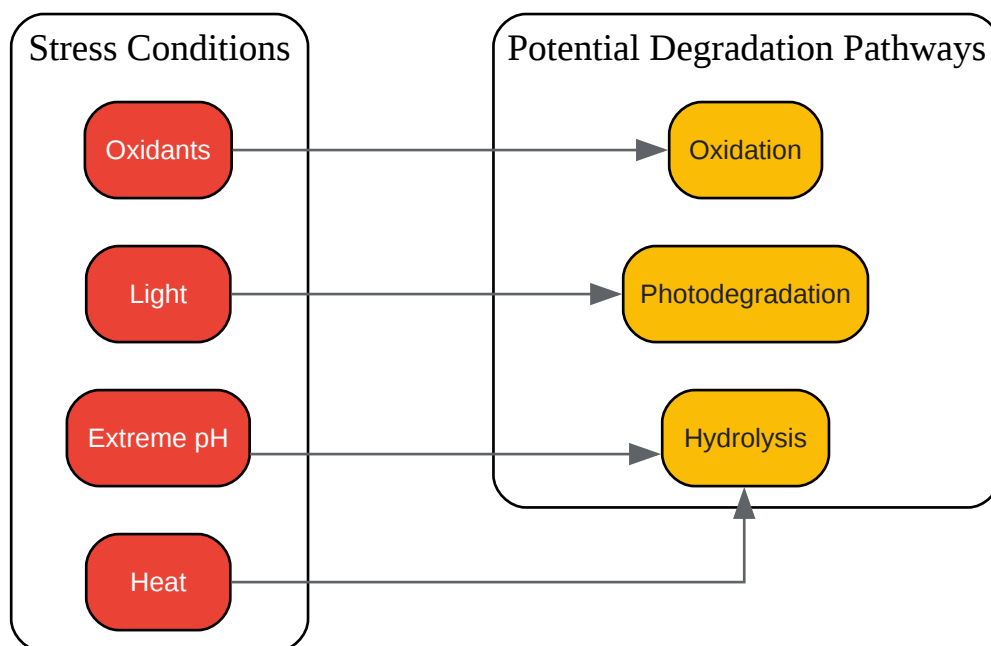 Stress Conditions
Oxidants
Light
Extreme pH
Heat
Potential Degradation Pathways
Oxidation
Photodegradation
Hydrolysis